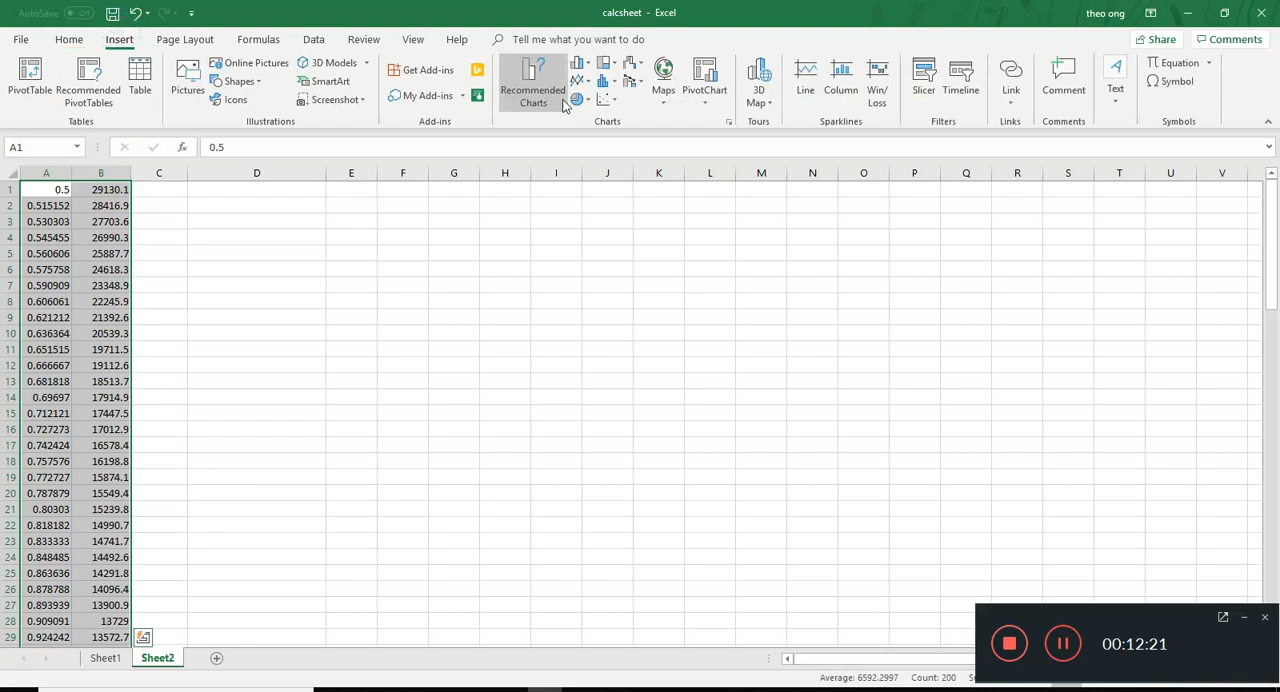 AutoSave Off
calcsheet - Excel
theo ong
File Home Insert Page Layout Formulas Data Review View Help Tell me what you want to do Share Comments
PivotTable Recommended PivotTables Table
Pictures Online Pictures Shapes Icons 3D Models SmartArt Screenshot
Get Add-ins My Add-ins
Recommended Charts Maps PivotChart
3D Map
Line Column Win/Loss
Slicer Timeline
Link
Comment
Text
Equation Symbol
Tables Illustrations Add-ins Charts Tours Sparklines Filters Links Comments Symbols
A1 fx 0.5
A B C D E F G H I J K L M N O P Q R S T U V
1 0.5 29130.1
2 0.515152 28416.9
3 0.530303 27703.6
4 0.545455 26990.3
5 0.560606 25887.7
6 0.575758 24618.3
7 0.590909 23348.9
8 0.606061 22245.9
9 0.621212 21392.6
10 0.636364 20539.3
11 0.651515 19711.5
12 0.666667 19112.6
13 0.681818 18513.7
14 0.69697 17914.9
15 0.712121 17447.5
16 0.727273 17012.9
17 0.742424 16578.4
18 0.757576 16198.8
19 0.772727 15874.1
20 0.787879 15549.4
21 0.80303 15239.8
22 0.818182 14990.7
23 0.833333 14741.7
24 0.848485 14492.6
25 0.863636 14291.8
26 0.878788 14096.4
27 0.893939 13900.9
28 0.909091 13729
29 0.924242 13572.7
00:12:21
Sheet1 Sheet2
Average: 6592.2997 Count: 200